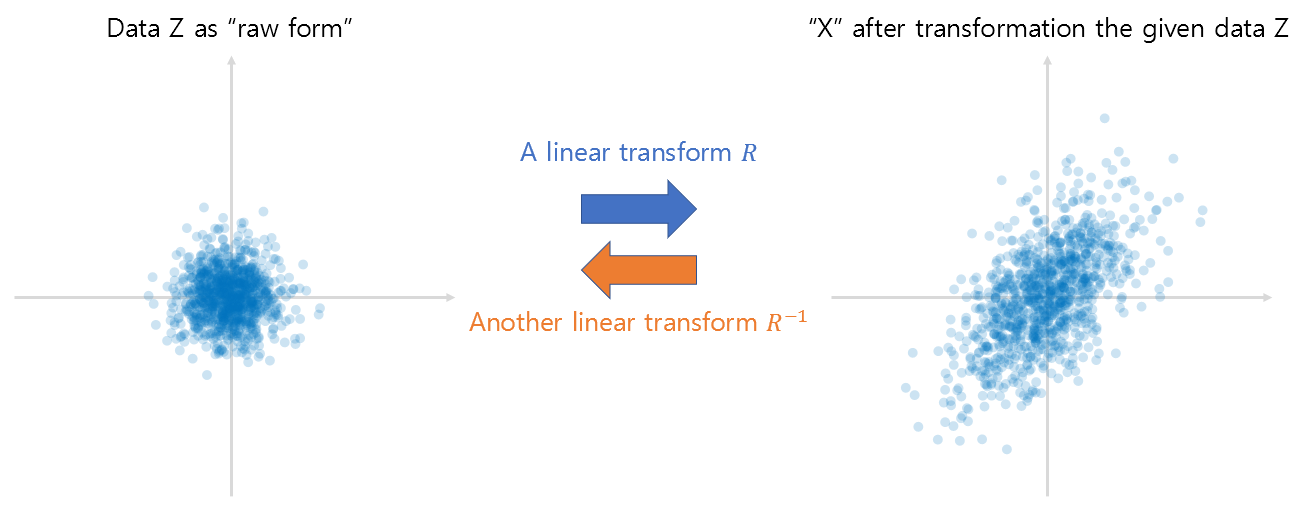 Data Z as “raw form”
“X” after transformation the given data Z
A linear transform R
Another linear transform R⁻¹